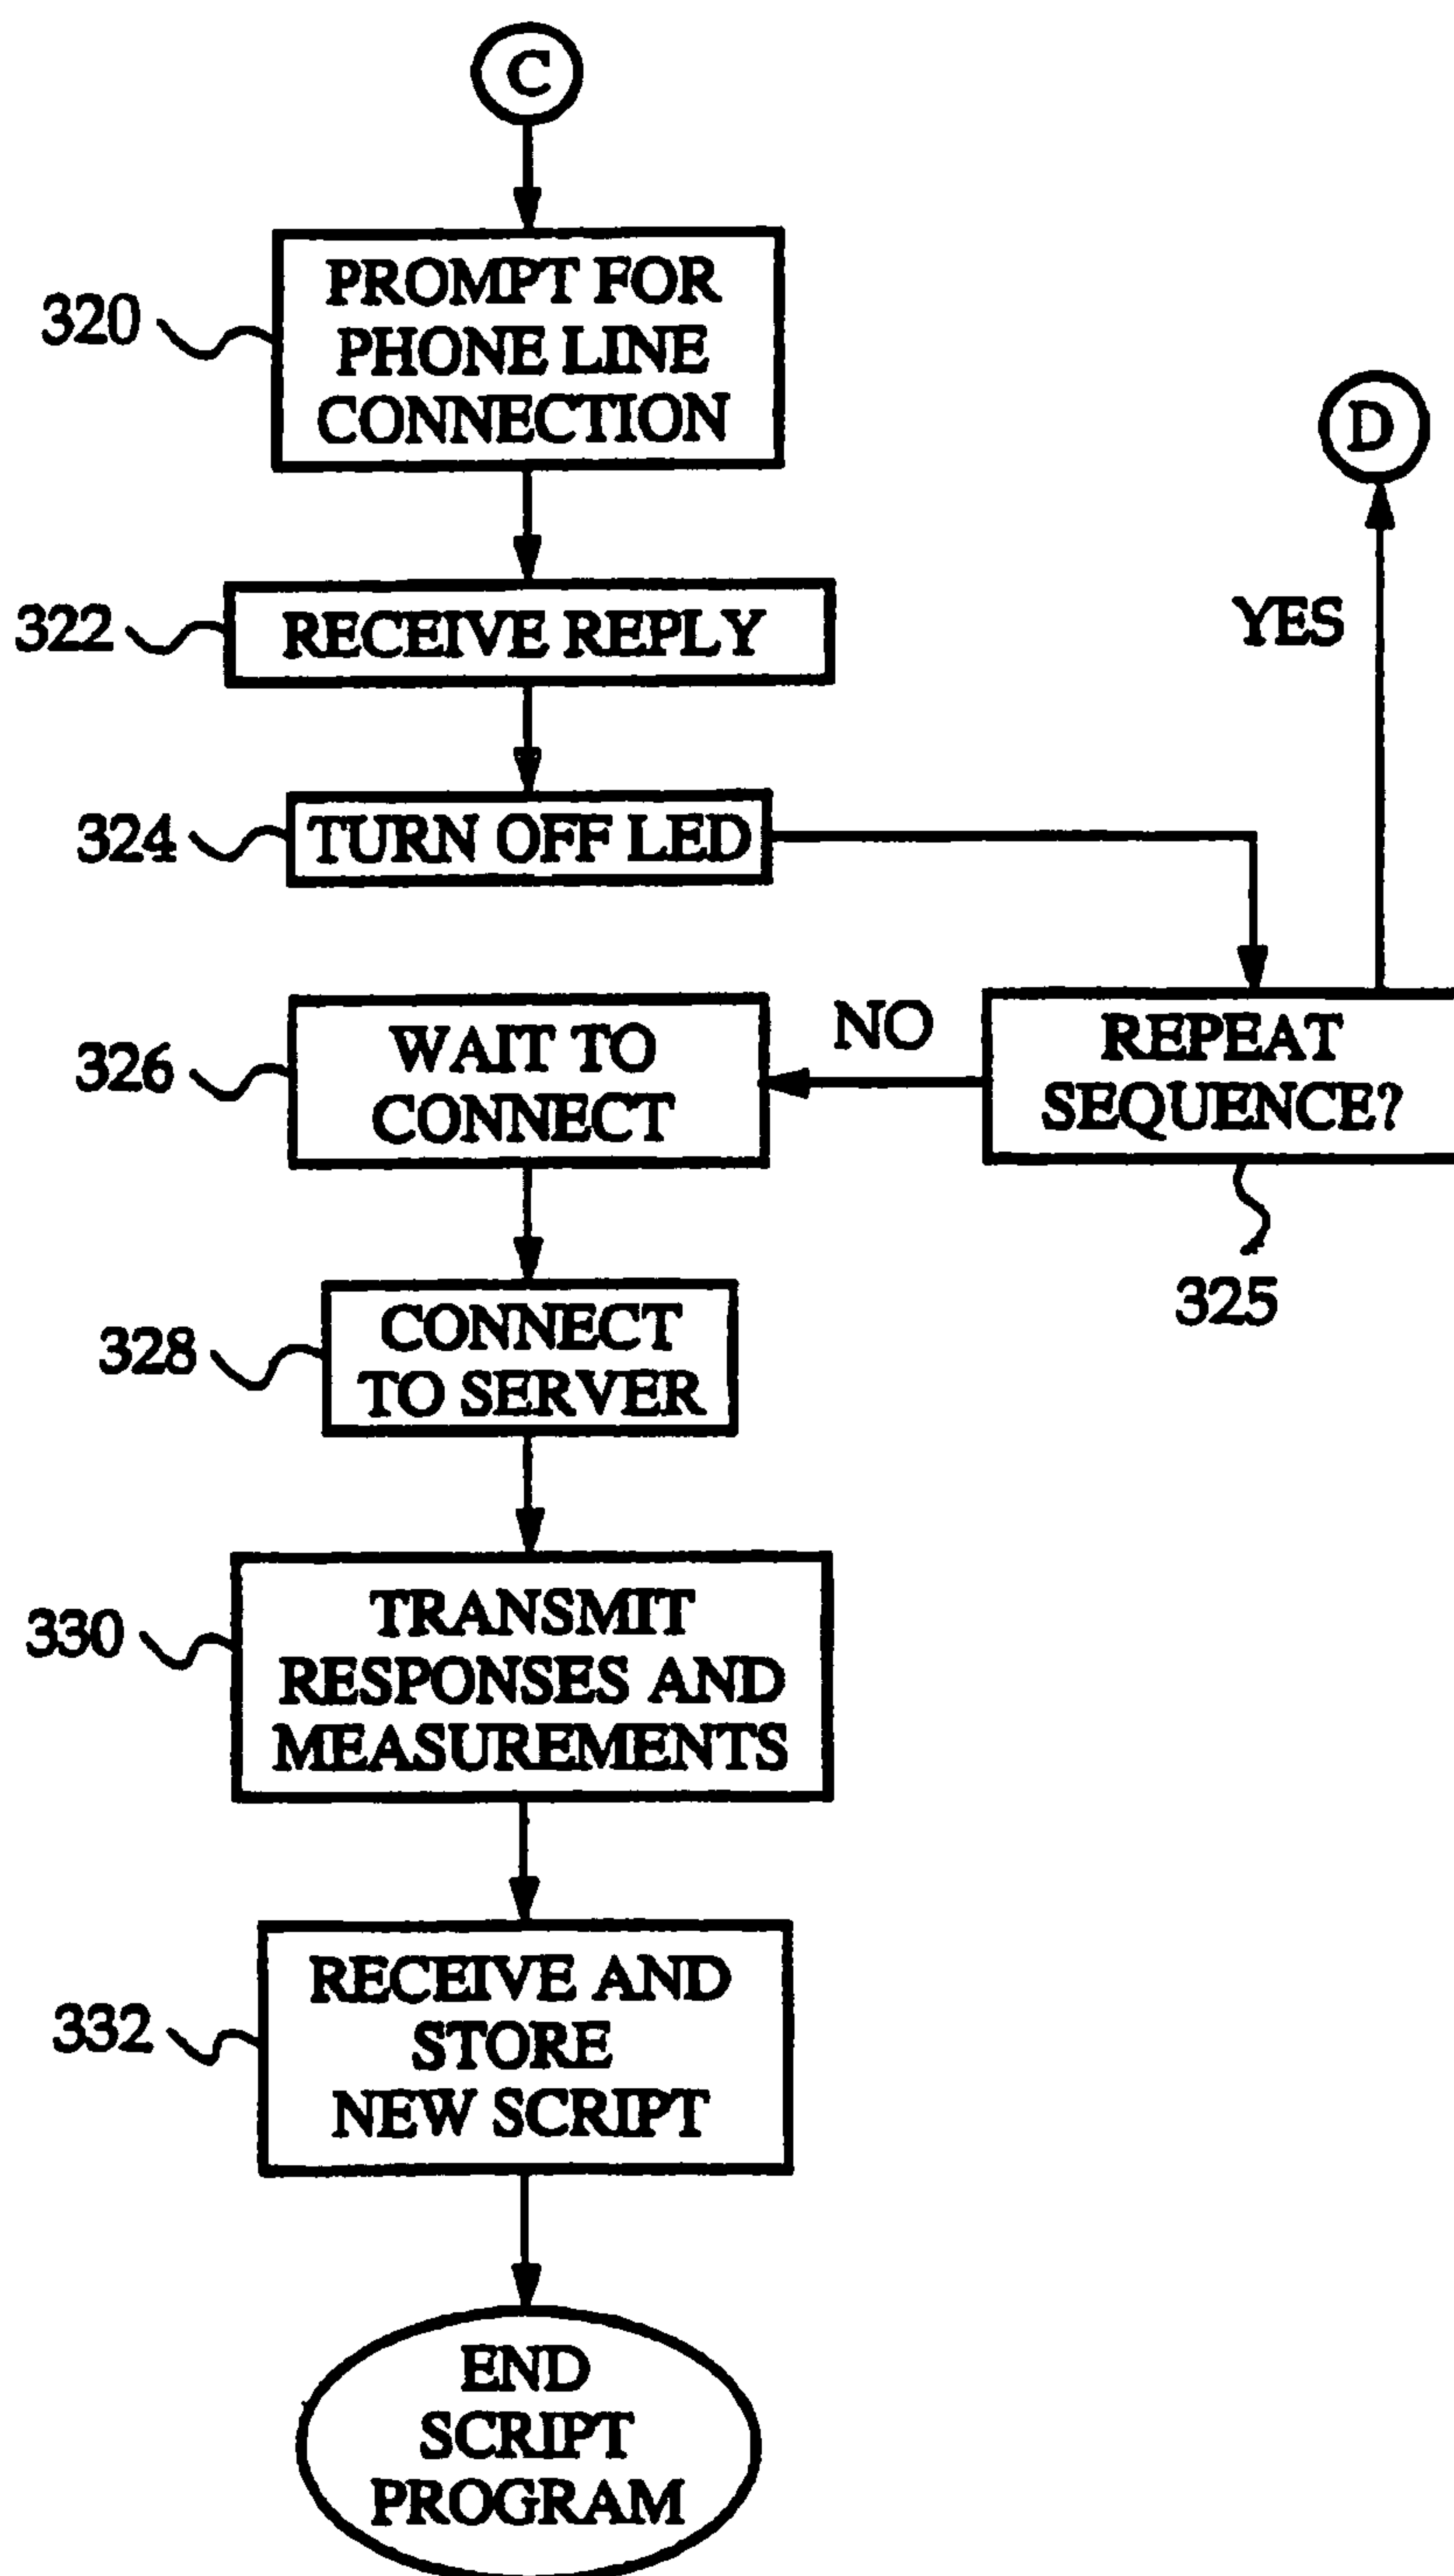 C
320
PROMPT FOR
PHONE LINE
CONNECTION
D
322
RECEIVE REPLY
YES
324
TURN OFF LED
326
WAIT TO
CONNECT
NO
REPEAT
SEQUENCE?
325
328
CONNECT
TO SERVER
330
TRANSMIT
RESPONSES AND
MEASUREMENTS
332
RECEIVE AND
STORE
NEW SCRIPT
END
SCRIPT
PROGRAM